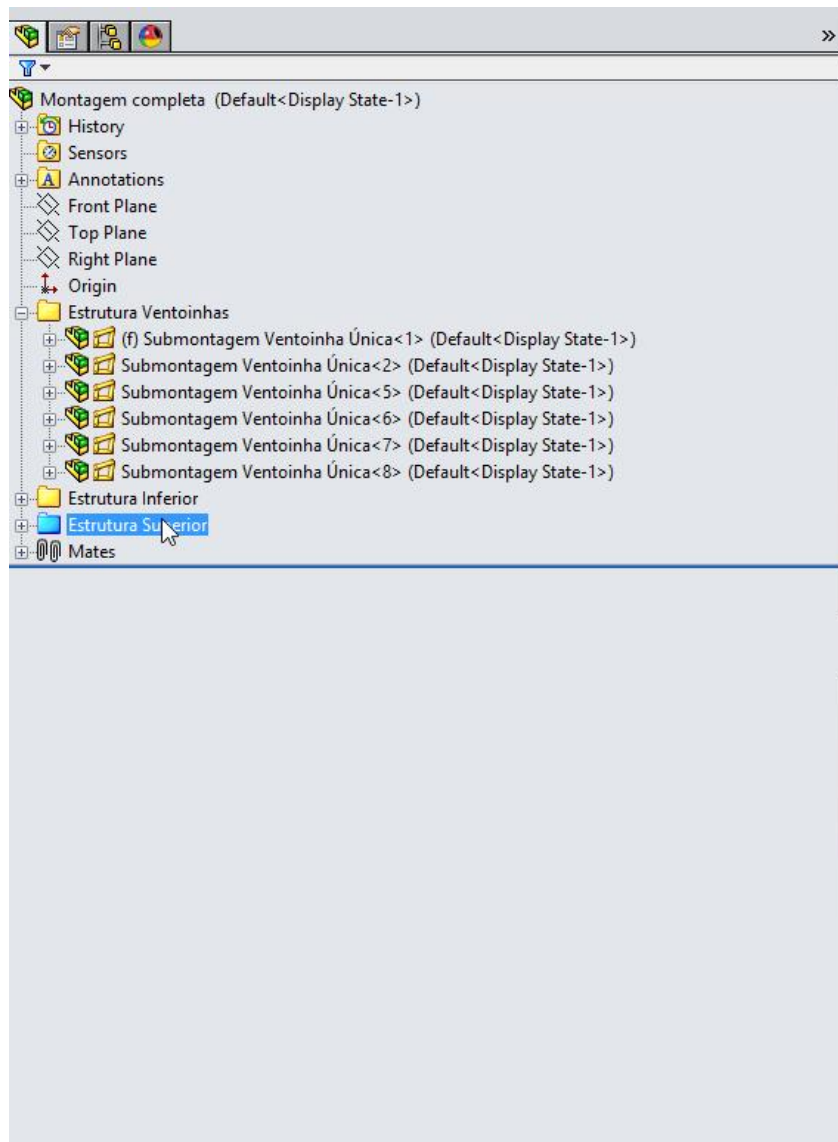 »
Montagem completa (Default<Display State-1>)
History
Sensors
A Annotations
Front Plane
Top Plane
Right Plane
Origin
Estrutura Ventoinhas
(f) Submontagem Ventoinha Única<1> (Default<Display State-1>)
Submontagem Ventoinha Única<2> (Default<Display State-1>)
Submontagem Ventoinha Única<5> (Default<Display State-1>)
Submontagem Ventoinha Única<6> (Default<Display State-1>)
Submontagem Ventoinha Única<7> (Default<Display State-1>)
Submontagem Ventoinha Única<8> (Default<Display State-1>)
Estrutura Inferior
Estrutura Superior
Mates